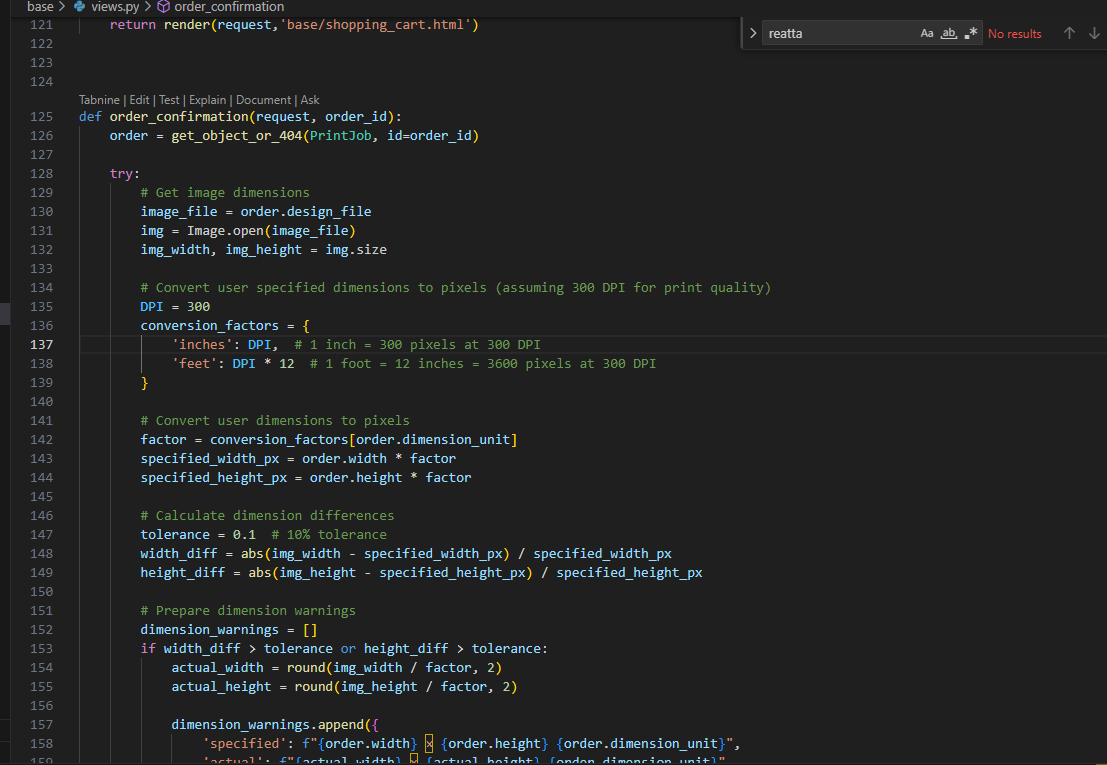 base > views.py > order_confirmation
121 return render(request,'base/shopping_cart.html')
reatta Aa ab .* No results
122
123
124
Tabnine | Edit | Test | Explain | Document | Ask
125 def order_confirmation(request, order_id):
126 order = get_object_or_404(PrintJob, id=order_id)
127
128 try:
129 # Get image dimensions
130 image_file = order.design_file
131 img = Image.open(image_file)
132 img_width, img_height = img.size
133
134 # Convert user specified dimensions to pixels (assuming 300 DPI for print quality)
135 DPI = 300
136 conversion_factors = {
137 'inches': DPI,  # 1 inch = 300 pixels at 300 DPI
138 'feet': DPI * 12  # 1 foot = 12 inches = 3600 pixels at 300 DPI
139 }
140
141 # Convert user dimensions to pixels
142 factor = conversion_factors[order.dimension_unit]
143 specified_width_px = order.width * factor
144 specified_height_px = order.height * factor
145
146 # Calculate dimension differences
147 tolerance = 0.1  # 10% tolerance
148 width_diff = abs(img_width - specified_width_px) / specified_width_px
149 height_diff = abs(img_height - specified_height_px) / specified_height_px
150
151 # Prepare dimension warnings
152 dimension_warnings = []
153 if width_diff > tolerance or height_diff > tolerance:
154 actual_width = round(img_width / factor, 2)
155 actual_height = round(img_height / factor, 2)
156
157 dimension_warnings.append({
158 'specified': f"{order.width} × {order.height} {order.dimension_unit}",
159 'actual': f"{actual_width} × {actual_height} {order.dimension_unit}"